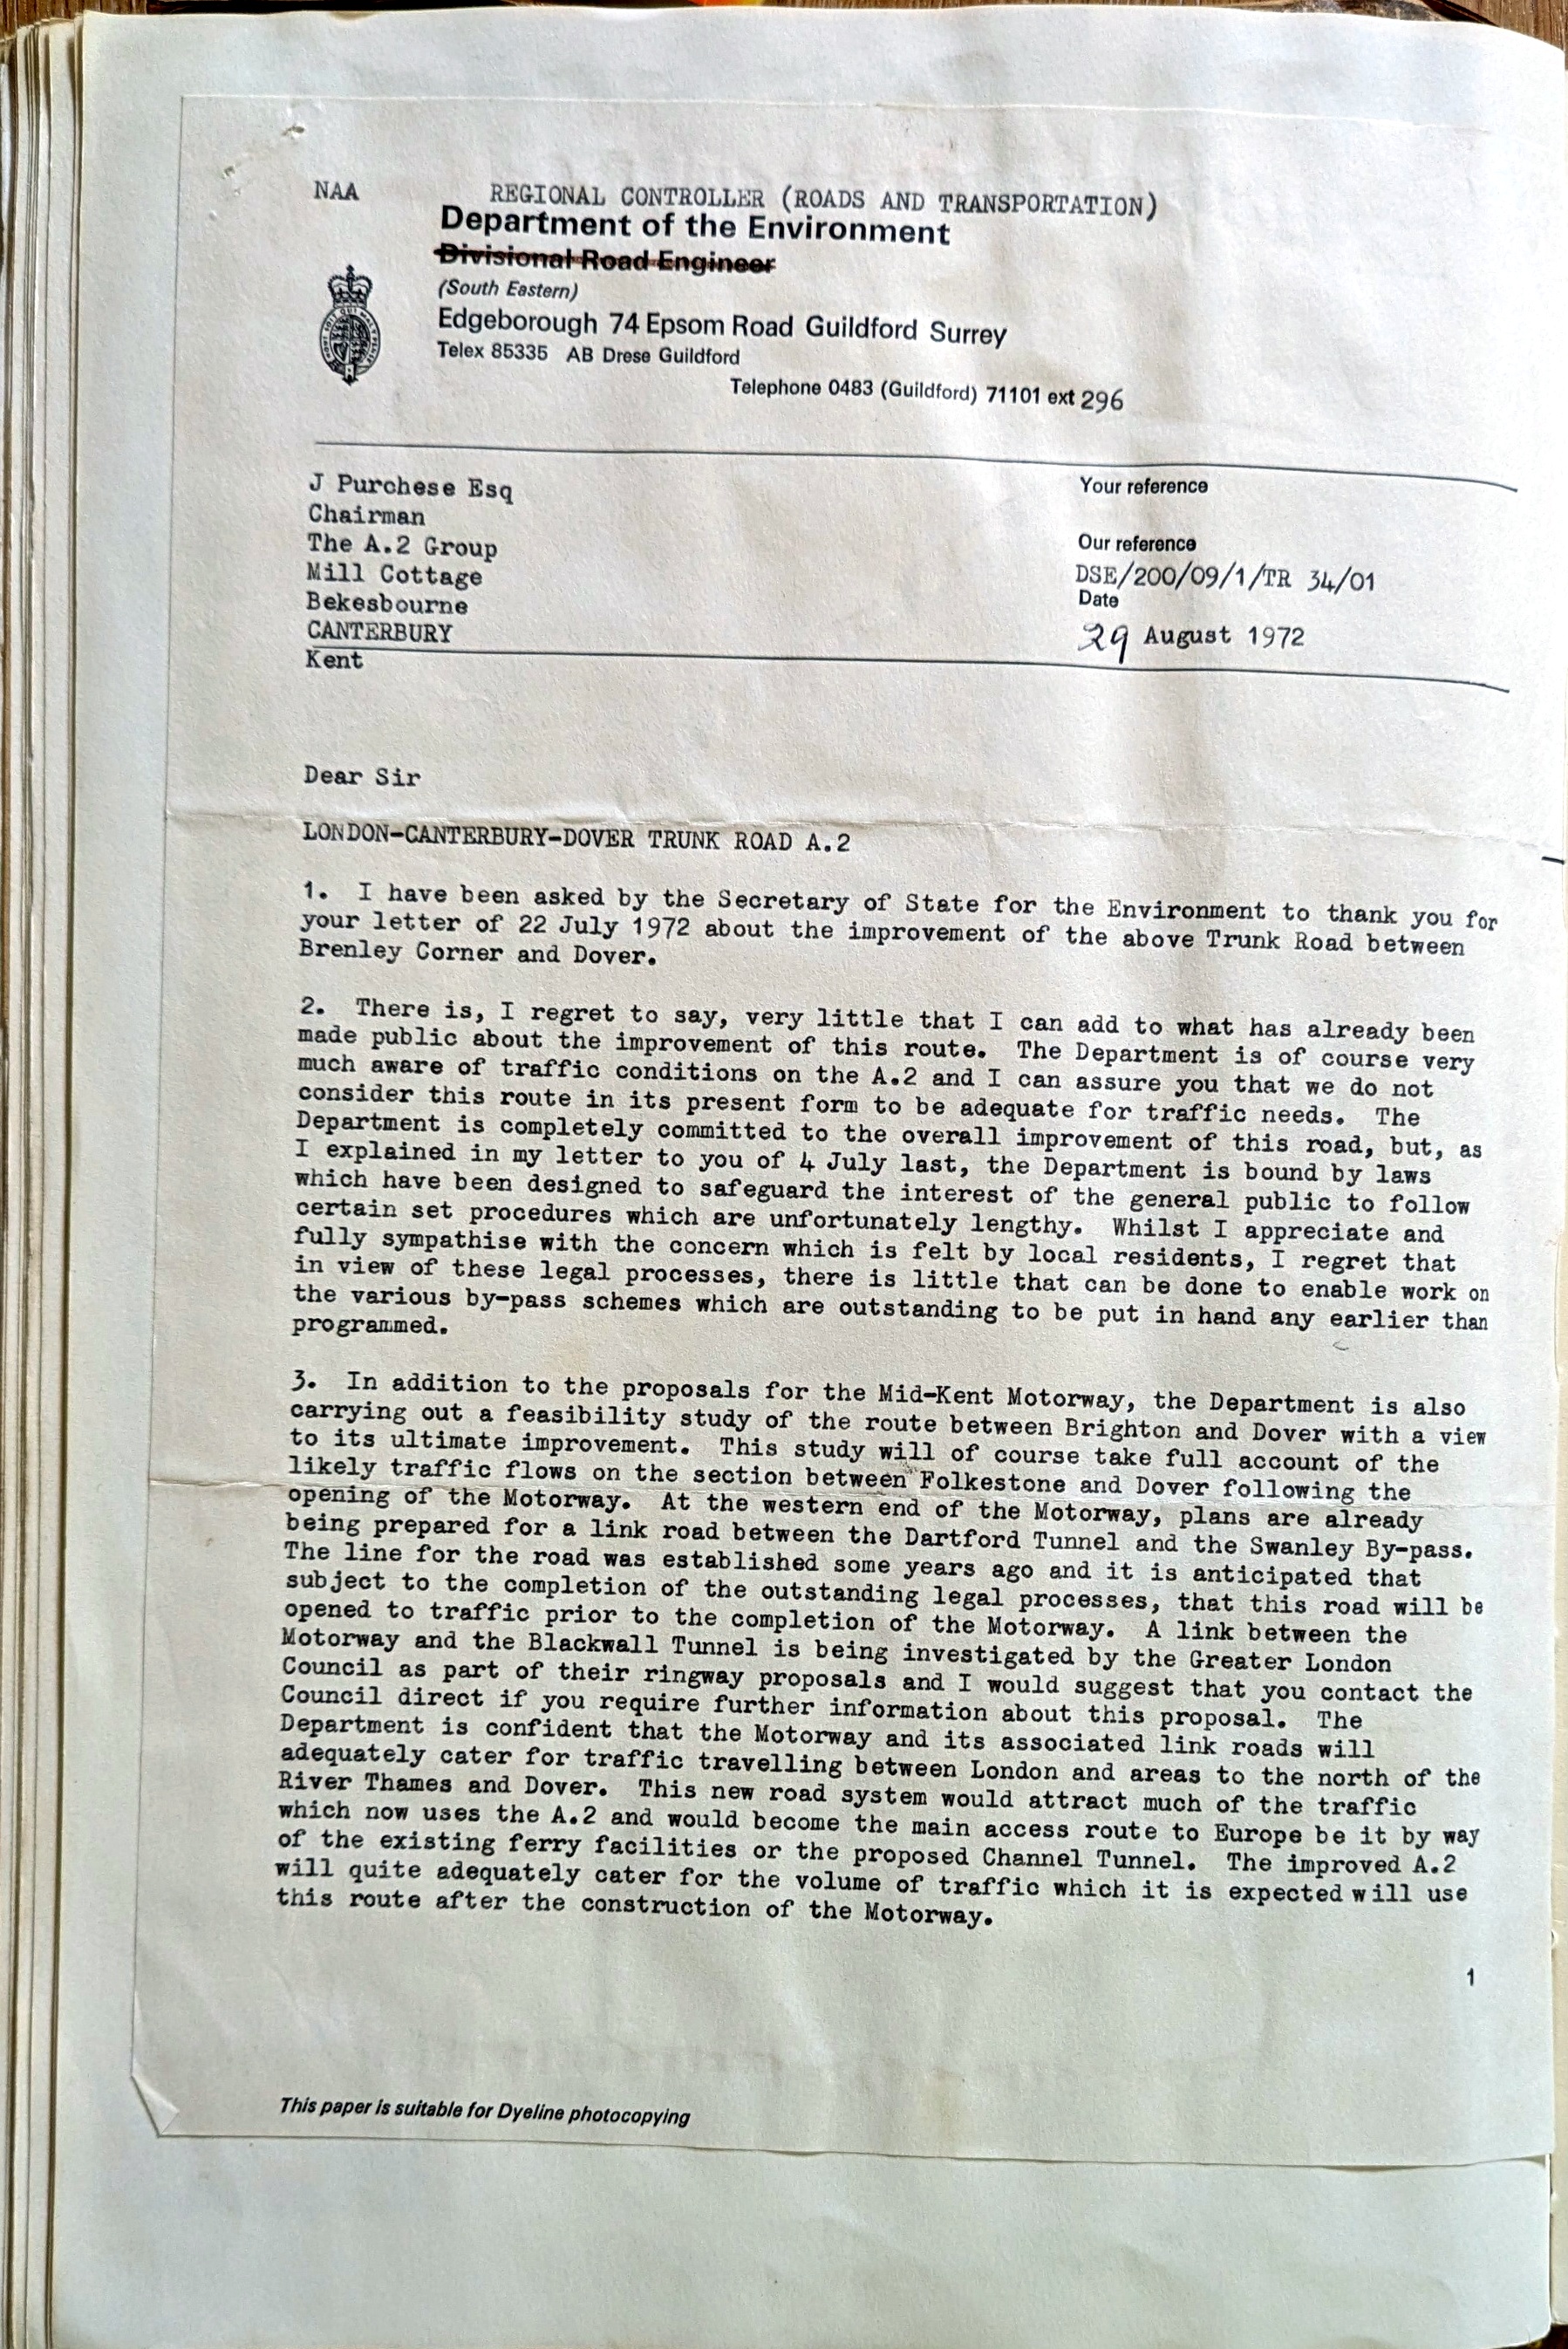 NAA
REGIONAL CONTROLLER (ROADS AND TRANSPORTATION)
Department of the Environment
Divisional Road Engineer
(South Eastern)
Edgeborough 74 Epsom Road Guildford Surrey
Telex 85335 AB Drese Guildford
Telephone 0483 (Guildford) 71101 ext 296
J Purchese Esq
Chairman
The A.2 Group
Mill Cottage
Bekesbourne
CANTERBURY
Kent
Your reference
Our reference
DSE/200/09/1/TR 34/01
Date
29 August 1972
Dear Sir
LONDON-CANTERBURY-DOVER TRUNK ROAD A.2
1. I have been asked by the Secretary of State for the Environment to thank you for
your letter of 22 July 1972 about the improvement of the above Trunk Road between
Brenley Corner and Dover.
2. There is, I regret to say, very little that I can add to what has already been
made public about the improvement of this route. The Department is of course very
much aware of traffic conditions on the A.2 and I can assure you that we do not
consider this route in its present form to be adequate for traffic needs. The
Department is completely committed to the overall improvement of this road, but, as
I explained in my letter to you of 4 July last, the Department is bound by laws
which have been designed to safeguard the interest of the general public to follow
certain set procedures which are unfortunately lengthy. Whilst I appreciate and
fully sympathise with the concern which is felt by local residents, I regret that
in view of these legal processes, there is little that can be done to enable work on
the various by-pass schemes which are outstanding to be put in hand any earlier than
programmed.
3. In addition to the proposals for the Mid-Kent Motorway, the Department is also
carrying out a feasibility study of the route between Brighton and Dover with a view
to its ultimate improvement. This study will of course take full account of the
likely traffic flows on the section between Folkestone and Dover following the
opening of the Motorway. At the western end of the Motorway, plans are already
being prepared for a link road between the Dartford Tunnel and the Swanley By-pass.
The line for the road was established some years ago and it is anticipated that
subject to the completion of the outstanding legal processes, that this road will be
opened to traffic prior to the completion of the Motorway. A link between the
Motorway and the Blackwall Tunnel is being investigated by the Greater London
Council as part of their ringway proposals and I would suggest that you contact the
Council direct if you require further information about this proposal. The
Department is confident that the Motorway and its associated link roads will
adequately cater for traffic travelling between London and areas to the north of the
River Thames and Dover. This new road system would attract much of the traffic
which now uses the A.2 and would become the main access route to Europe be it by way
of the existing ferry facilities or the proposed Channel Tunnel. The improved A.2
will quite adequately cater for the volume of traffic which it is expected will use
this route after the construction of the Motorway.
1
This paper is suitable for Dyeline photocopying